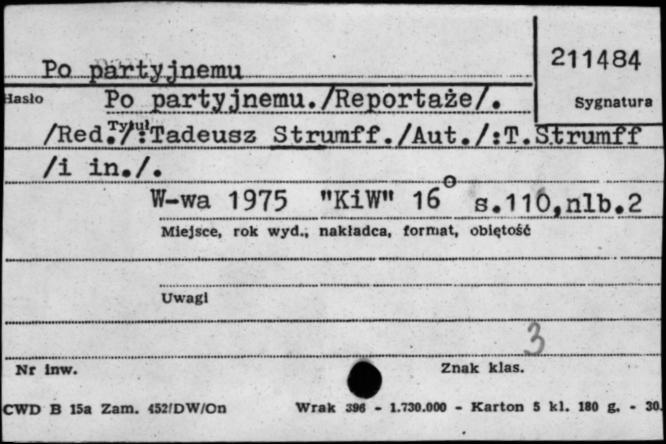 211484
Po partyjnemu
Hasło Po partyjnemu./Reportaże/. Sygnatura
Tytuł
/Red./:Tadeusz Strumff./Aut./:T.Strumff
/i in./.
W-wa 1975 "KiW" 16° s.110,nlb.2
Miejsce, rok wyd., nakładca, format, objętość
Uwagi
3
Nr inw. Znak klas.
CWD B 15a Zam. 452/DW/On Wrak 396 - 1.730.000 - Karton 5 kl. 180 g. - 30.